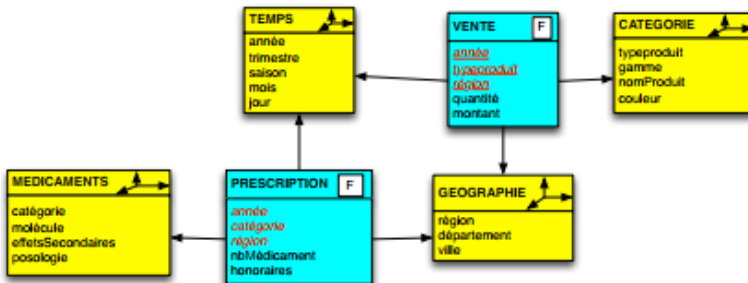 TEMPS
année
trimestre
saison
mois
jour
VENTE F
année
typeproduit
région
quantité
montant
CATEGORIE
typeproduit
gamme
nomProduit
couleur
MEDICAMENTS
catégorie
molécule
effetsSecondaires
posologie
PRESCRIPTION F
année
catégorie
région
nbMédicament
honoraires
GEOGRAPHIE
région
département
ville